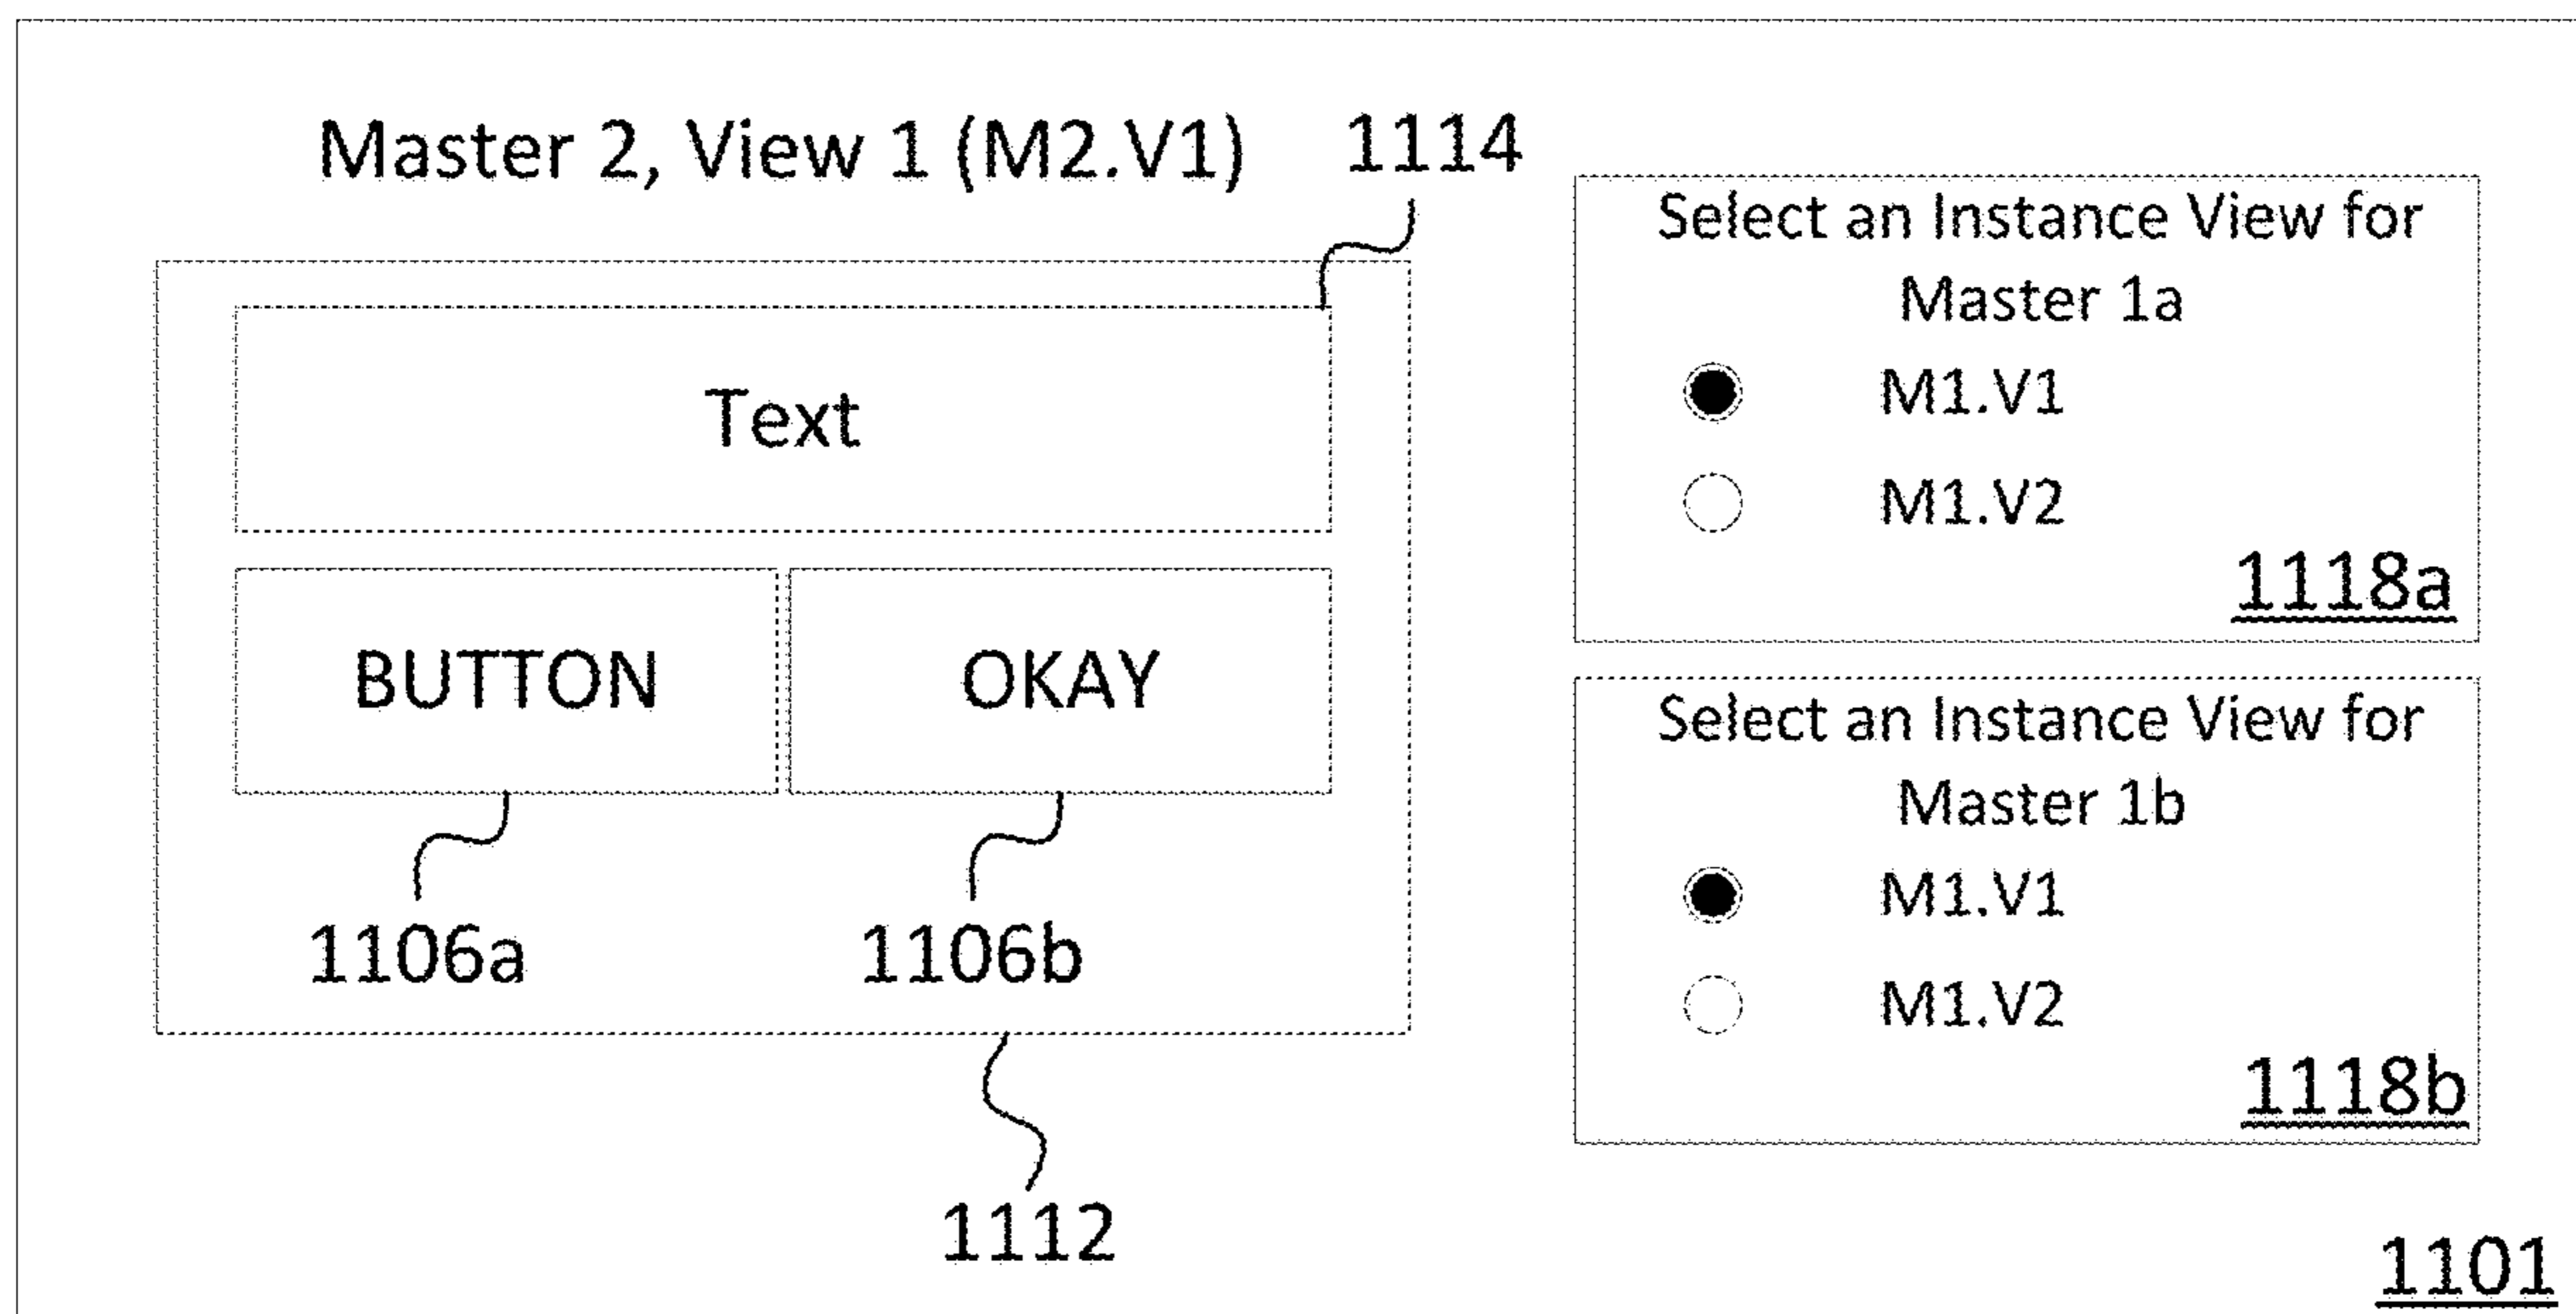 Master 2, View 1 (M2.V1)
1114
Text
BUTTON
OKAY
1106a
1106b
1112
Select an Instance View for
Master 1a
M1.V1
M1.V2
1118a
Select an Instance View for
Master 1b
M1.V1
M1.V2
1118b
1101